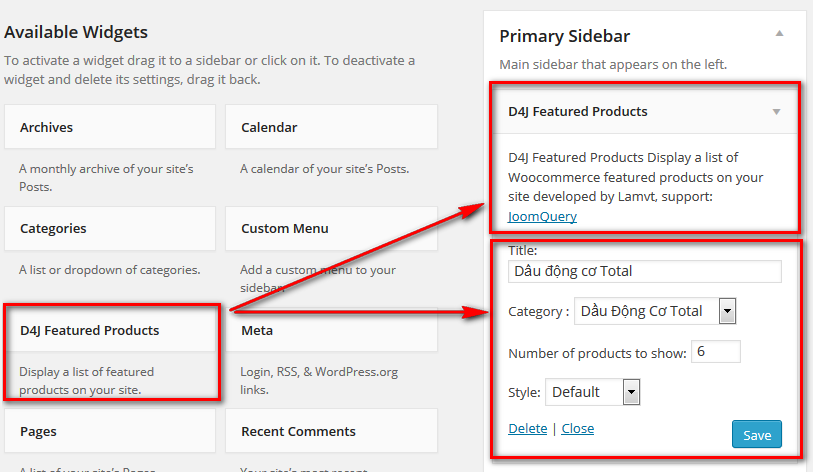 Available Widgets
To activate a widget drag it to a sidebar or click on it. To deactivate a
widget and delete its settings, drag it back.
Archives
A monthly archive of your site's
Posts.
Calendar
A calendar of your site's Posts.
Categories
A list or dropdown of categories.
Custom Menu
Add a custom menu to your
sidebar.
D4J Featured Products
Display a list of featured
products on your site.
Meta
Login, RSS, & WordPress.org
links.
Pages
A list of your site's Pages.
Recent Comments
Your site's most recent
Primary Sidebar
Main sidebar that appears on the left.
D4J Featured Products
D4J Featured Products Display a list of
Woocommerce featured products on your
site developed by Lamvt, support:
JoomQuery
Title:
Dầu động cơ Total
Category : Dầu Động Cơ Total
Number of products to show: 6
Style: Default
Delete | Close
Save